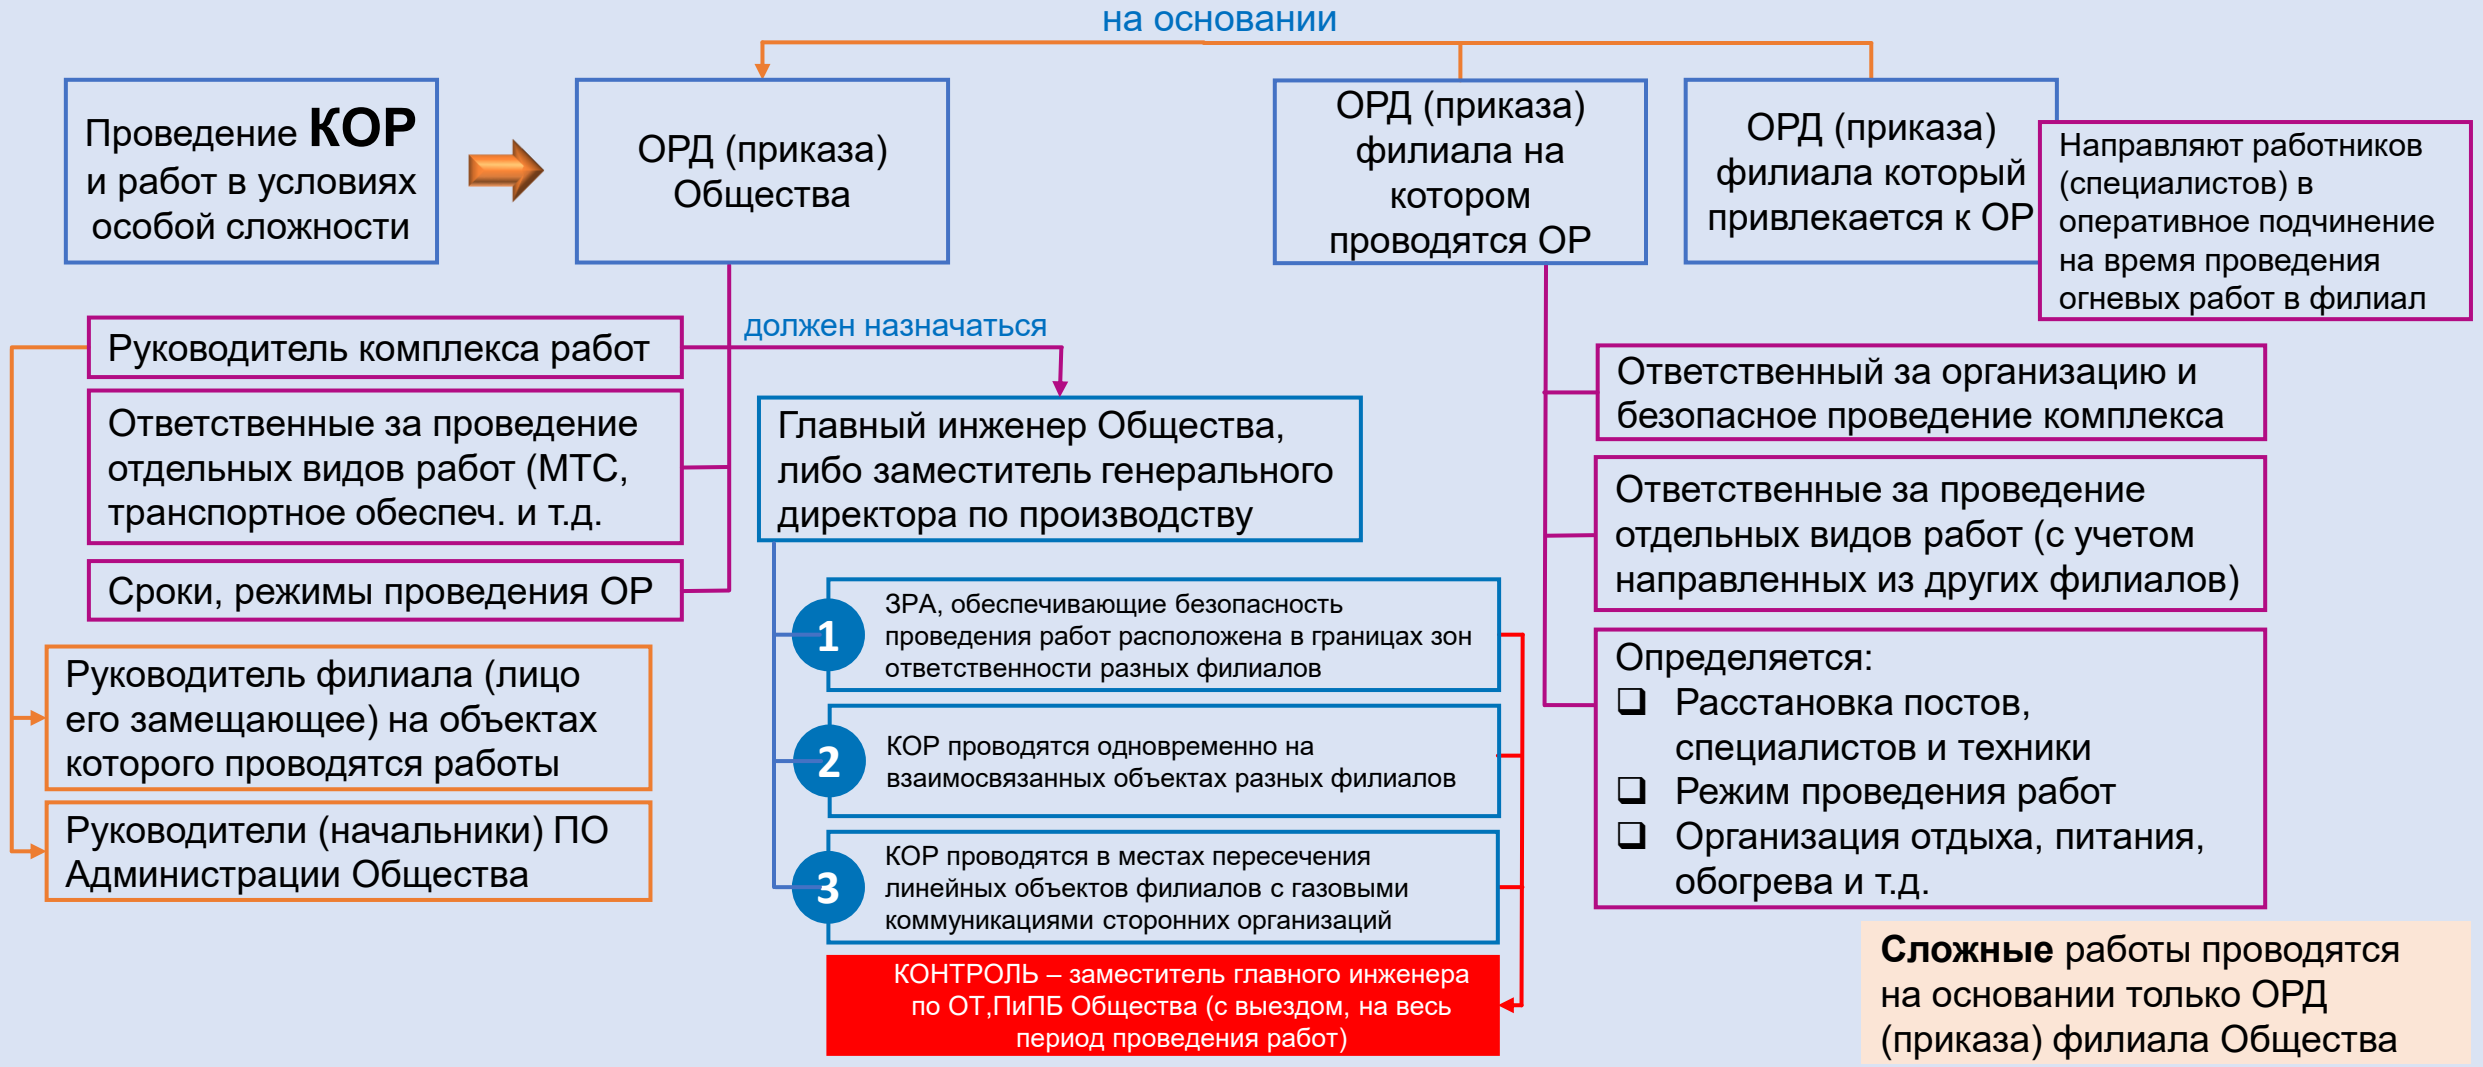 на основании
Проведение КОР
и работ в условиях
особой сложности
ОРД (приказа)
Общества
ОРД (приказа)
филиала на
котором
проводятся ОР
ОРД (приказа)
филиала который
привлекается к ОР
Направляют работников
(специалистов) в
оперативное подчинение
на время проведения
огневых работ в филиал
Руководитель комплекса работ
должен назначаться
Ответственные за проведение
отдельных видов работ (МТС,
транспортное обеспеч. и т.д.
Сроки, режимы проведения ОР
Руководитель филиала (лицо
его замещающее) на объектах
которого проводятся работы
Руководители (начальники) ПО
Администрации Общества
Главный инженер Общества,
либо заместитель генерального
директора по производству
1
ЗРА, обеспечивающие безопасность
проведения работ расположена в границах зон
ответственности разных филиалов
2
КОР проводятся одновременно на
взаимосвязанных объектах разных филиалов
3
КОР проводятся в местах пересечения
линейных объектов филиалов с газовыми
коммуникациями сторонних организаций
КОНТРОЛЬ – заместитель главного инженера
по ОТ,ПиПБ Общества (с выездом, на весь
период проведения работ)
Ответственный за организацию и
безопасное проведение комплекса
Ответственные за проведение
отдельных видов работ (с учетом
направленных из других филиалов)
Определяется:
❑ Расстановка постов,
специалистов и техники
❑ Режим проведения работ
❑ Организация отдыха, питания,
обогрева и т.д.
Сложные работы проводятся
на основании только ОРД
(приказа) филиала Общества